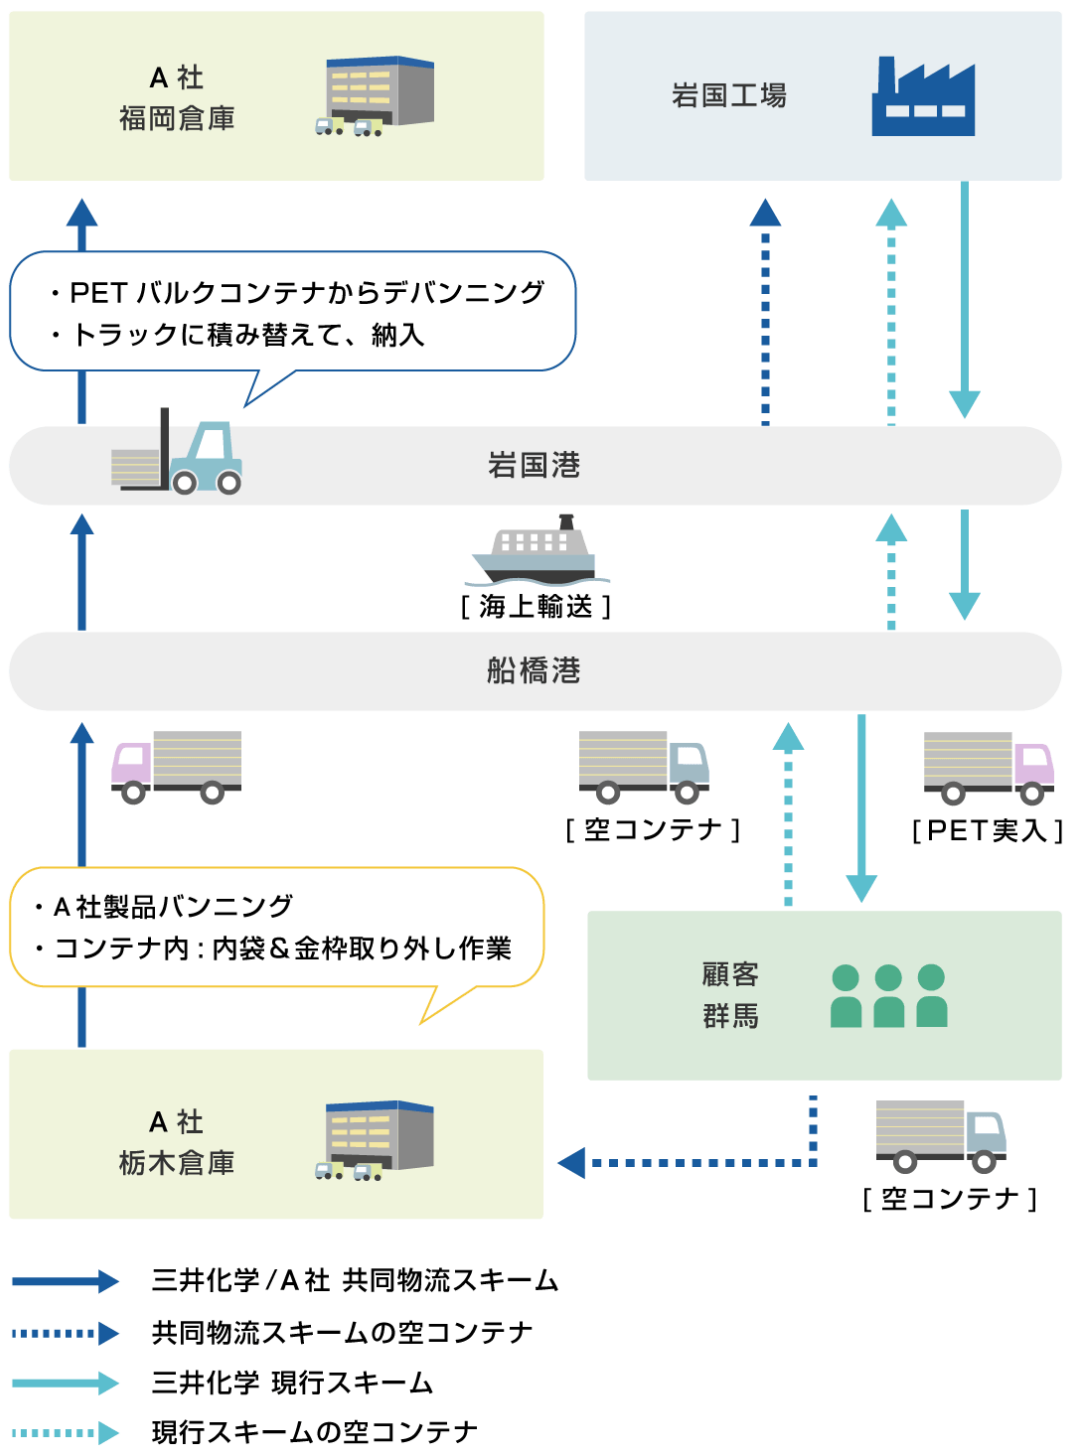 A 社
福岡倉庫
岩国工場
・PET バルクコンテナからデバンニング
・トラックに積み替えて、納入
岩国港
[ 海上輸送 ]
船橋港
[ 空コンテナ ]
[PET実入]
・A 社製品バンニング
・コンテナ内 : 内袋＆金枠取り外し作業
顧客
群馬
A 社
栃木倉庫
[ 空コンテナ ]
三井化学 / A 社 共同物流スキーム
共同物流スキームの空コンテナ
三井化学 現行スキーム
現行スキームの空コンテナ